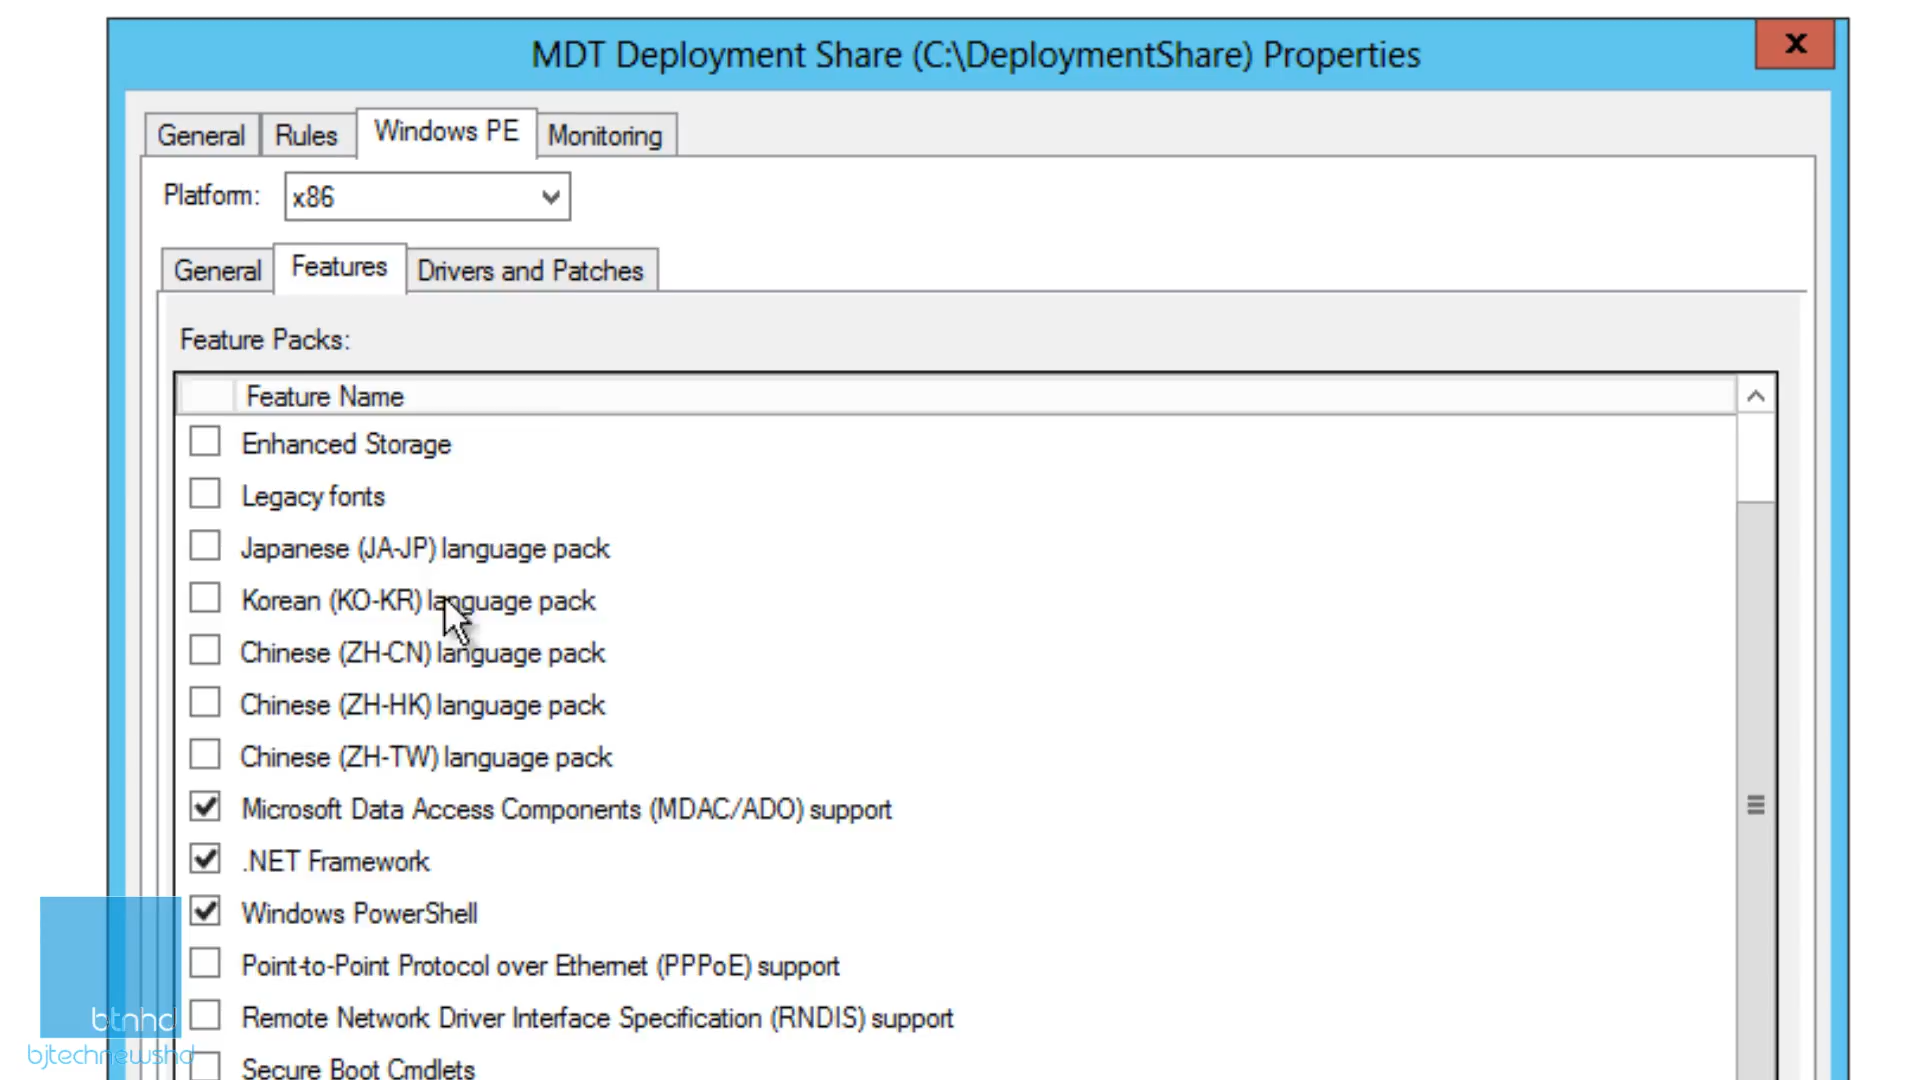 MDT Deployment Share (C:\DeploymentShare) Properties
x
General Rules Windows PE Monitoring
Platform: x86
General Features Drivers and Patches
Feature Packs:
Feature Name
Enhanced Storage
Legacy fonts
Japanese (JA-JP) language pack
Korean (KO-KR) language pack
Chinese (ZH-CN) language pack
Chinese (ZH-HK) language pack
Chinese (ZH-TW) language pack
Microsoft Data Access Components (MDAC/ADO) support
.NET Framework
Windows PowerShell
Point-to-Point Protocol over Ethernet (PPPoE) support
Remote Network Driver Interface Specification (RNDIS) support
Secure Boot Cmdlets
btnhd
bjtechnewshd